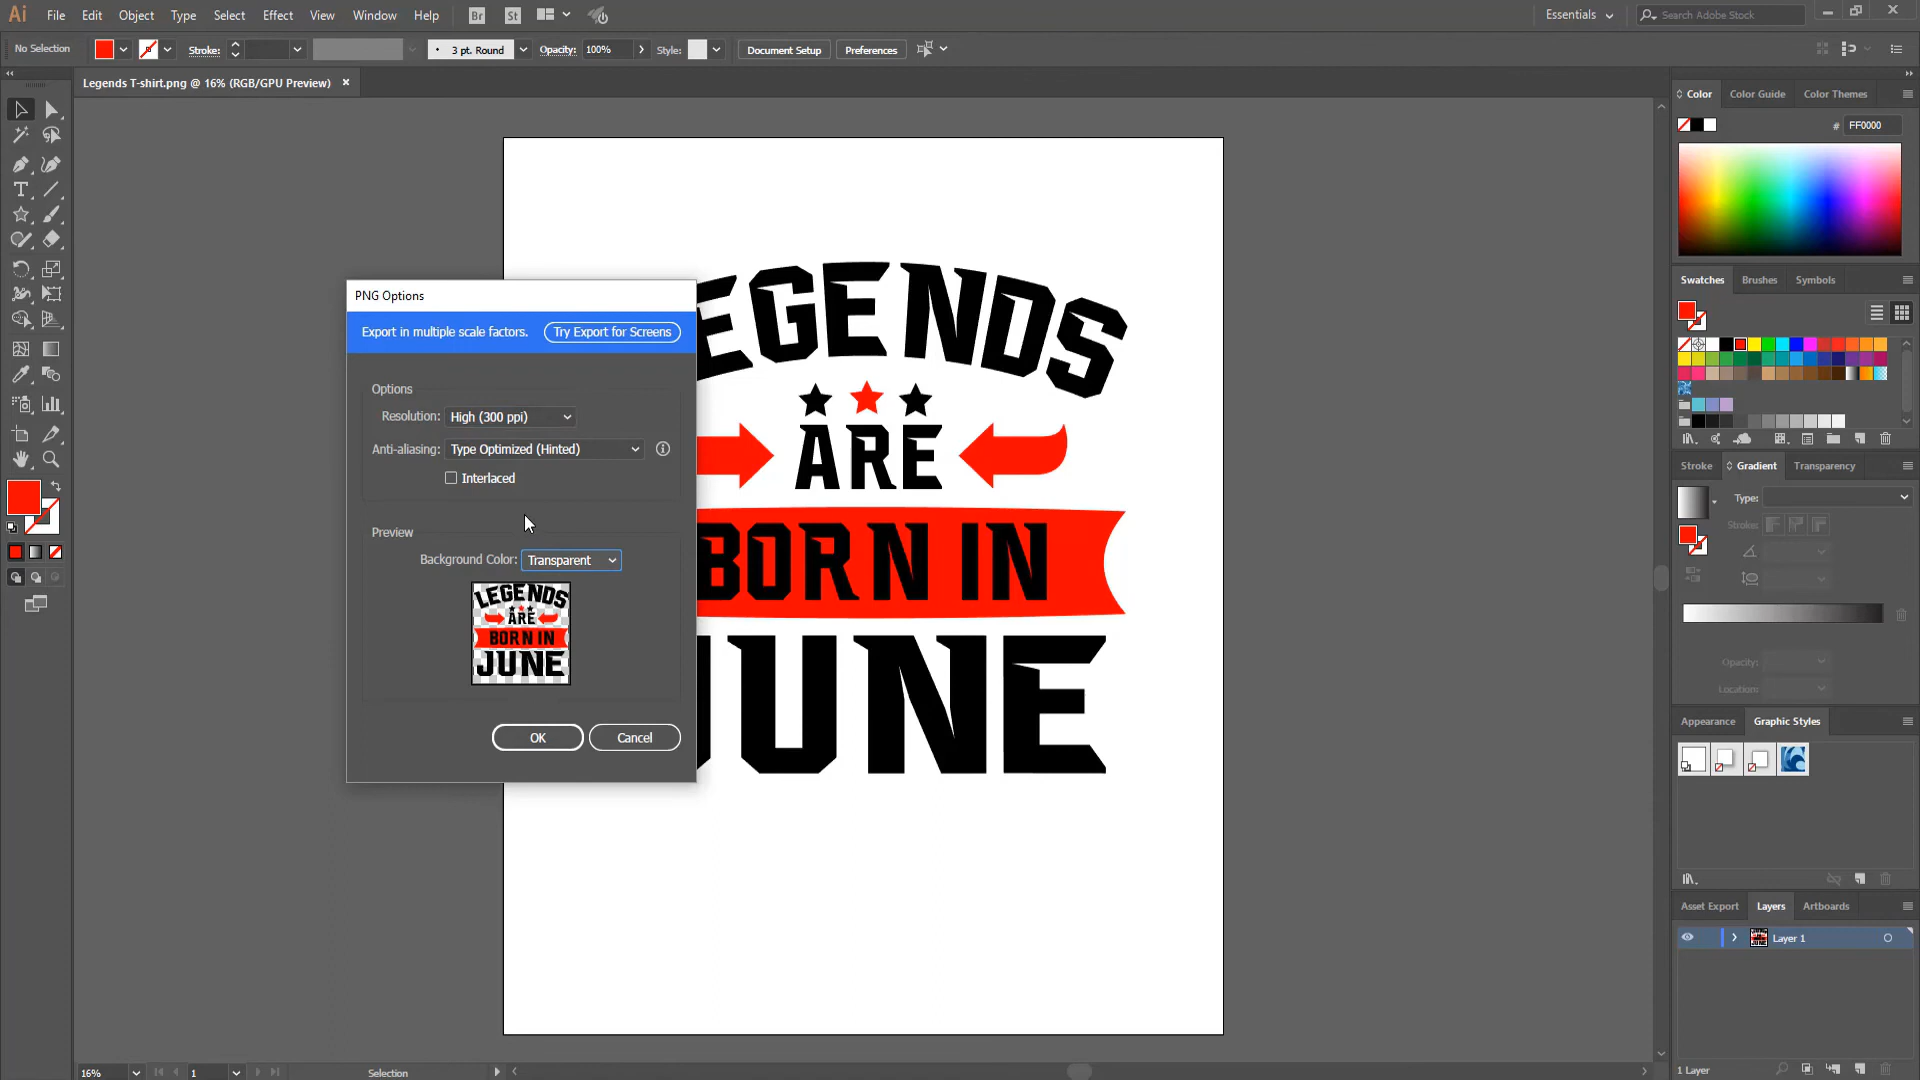 Ai File Edit Object Type Select Effect View Window Help Br St Essentials Search Adobe Stock
No Selection Stroke: 3 pt. Round Opacity: 100% Style: Document Setup Preferences
Legends T-shirt.png @ 16% (RGB/GPU Preview)
Color Color Guide Color Themes
# FF0000
PNG Options
Export in multiple scale factors. Try Export for Screens
Options
Resolution: High (300 ppi)
Anti-aliasing: Type Optimized (Hinted)
Interlaced
Preview
Background Color: Transparent
LEGENDS
ARE
BORN IN
JUNE
OK Cancel
LEGENDS
ARE
BORN IN
JUNE
Swatches Brushes Symbols
Stroke Gradient Transparency
Type:
Stroke:
Opacity:
Location:
Appearance Graphic Styles
Asset Export Layers Artboards
Layer 1
1 Layer
16% 1 Selection